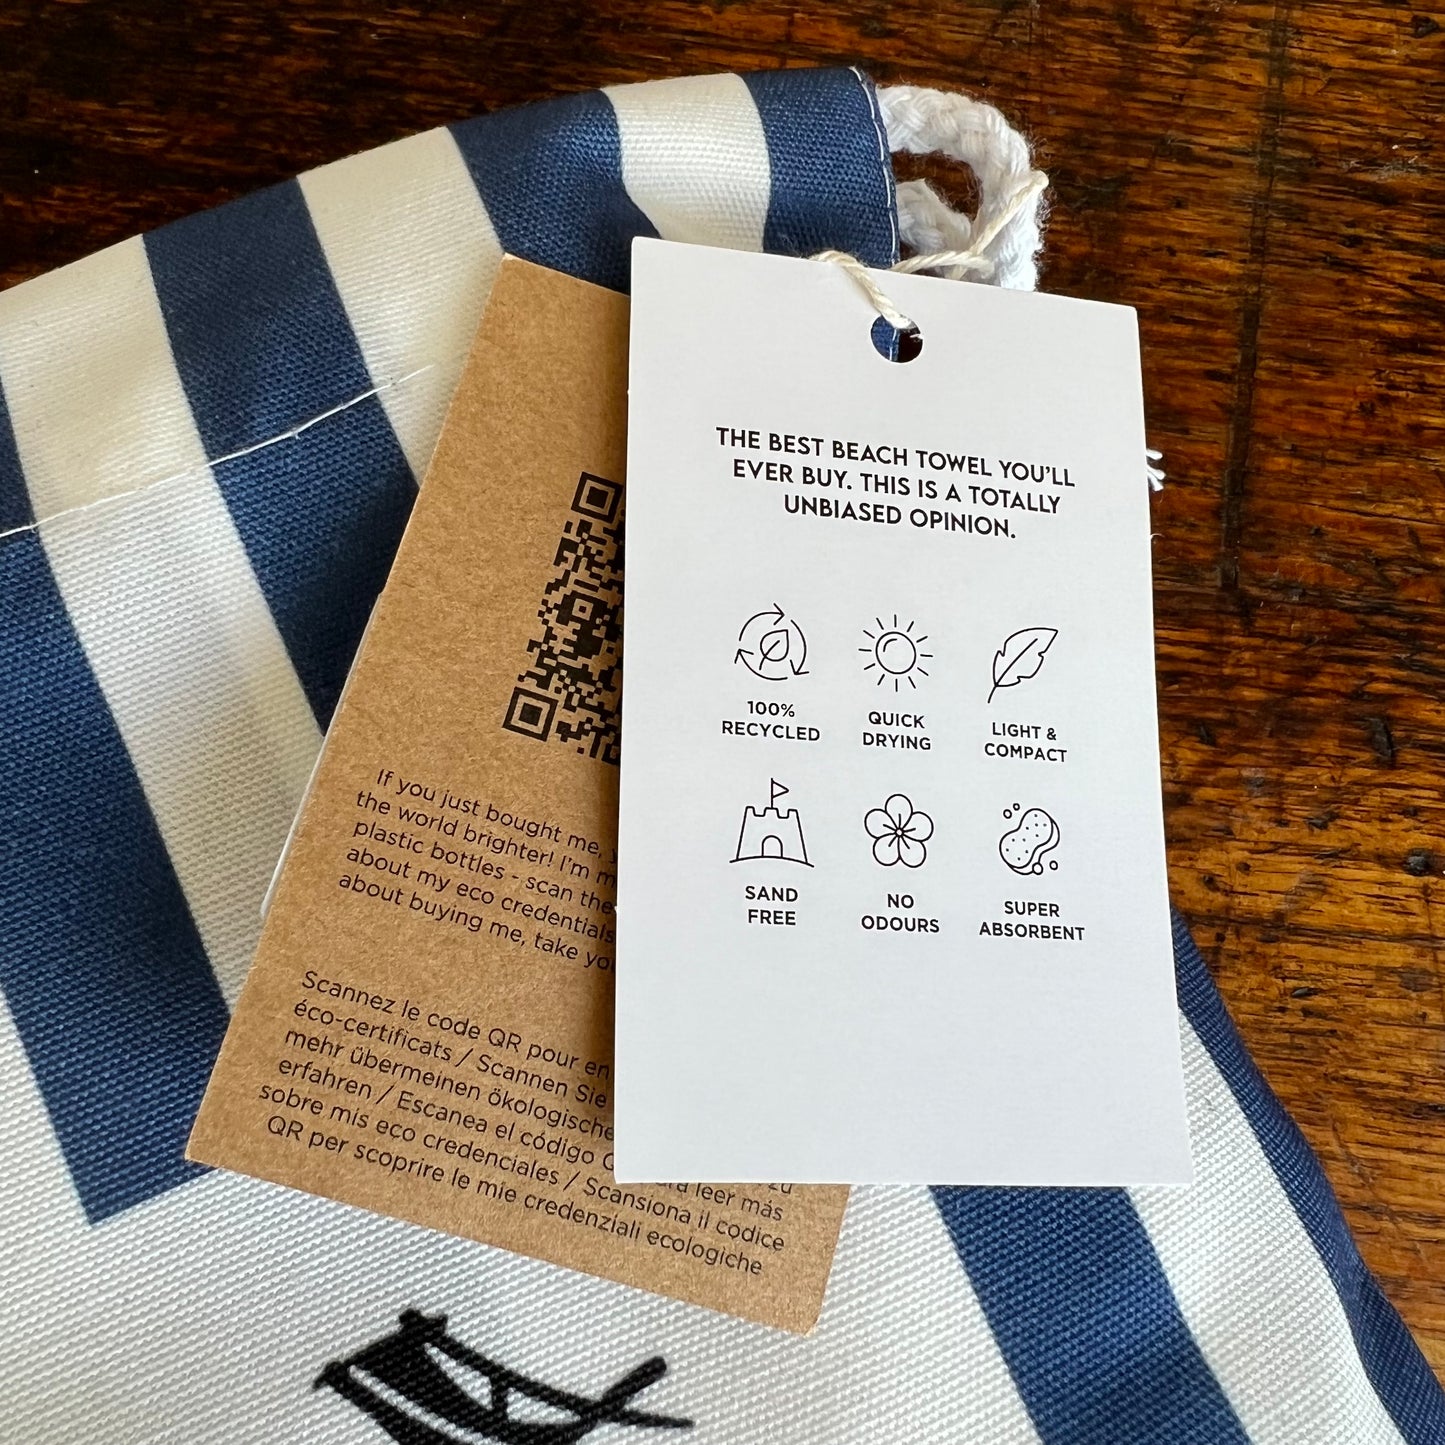 THE BEST BEACH TOWEL YOU'LL
EVER BUY. THIS IS A TOTALLY
UNBIASED OPINION.
100%
RECYCLED
QUICK
DRYING
LIGHT &
COMPACT
SAND
FREE
NO
ODOURS
SUPER
ABSORBENT
If you just bought me,
the world brighter! I'm
plastic bottles - scan the
about my eco credentials
about buying me, take
Scannez le code QR pour en
éco-certificats / Scannen Sie
mehr übermeinen ökologische
erfahren / Escanea el código
zu
sobre mis eco credenciales / Scansiona il codice
leer más
QR per scoprire le mie credenziali ecologiche